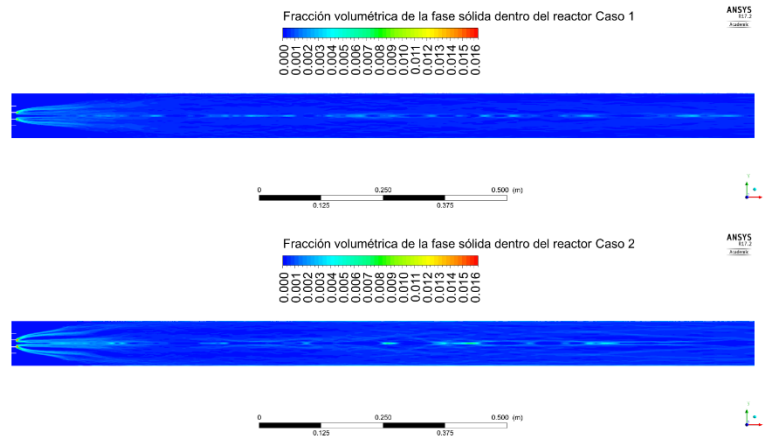 Fracción volumétrica de la fase sólida dentro del reactor Caso 1
ANSYS
R17.2
Academic
0.000 0.001 0.002 0.003 0.004 0.005 0.006 0.007 0.008 0.009 0.010 0.011 0.012 0.013 0.014 0.015 0.016
0 0.250 0.500 (m)
0.125 0.375
Fracción volumétrica de la fase sólida dentro del reactor Caso 2
ANSYS
R17.2
Academic
0.000 0.001 0.002 0.003 0.004 0.005 0.006 0.007 0.008 0.009 0.010 0.011 0.012 0.013 0.014 0.015 0.016
0 0.250 0.500 (m)
0.125 0.375